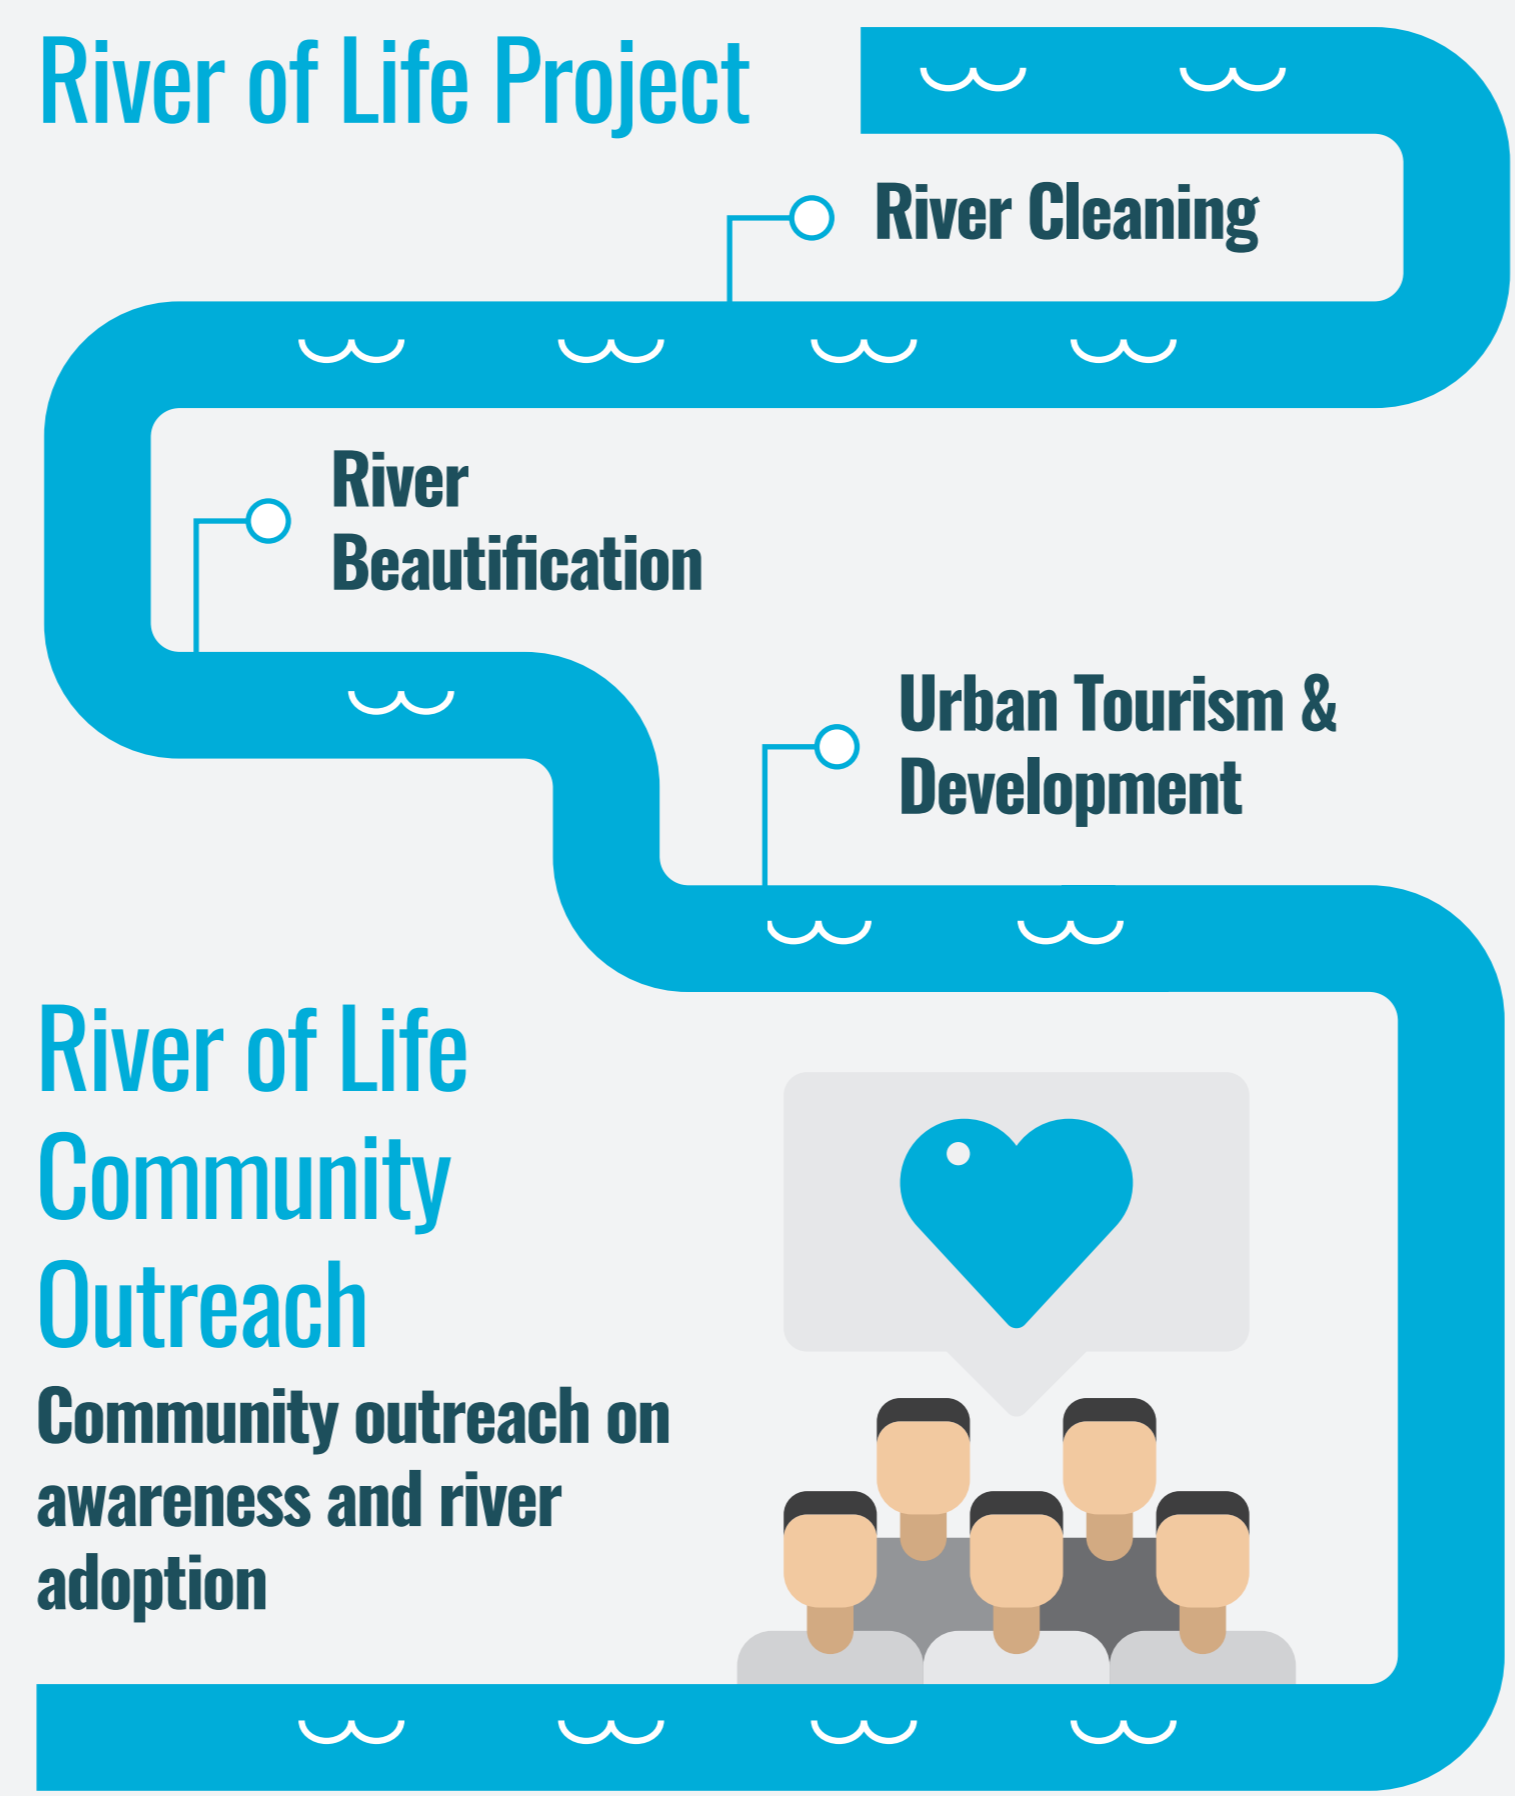 River of Life Project
River Cleaning
River
Beautification
Urban Tourism &
Development
River of Life
Community
Outreach
Community outreach on
awareness and river
adoption